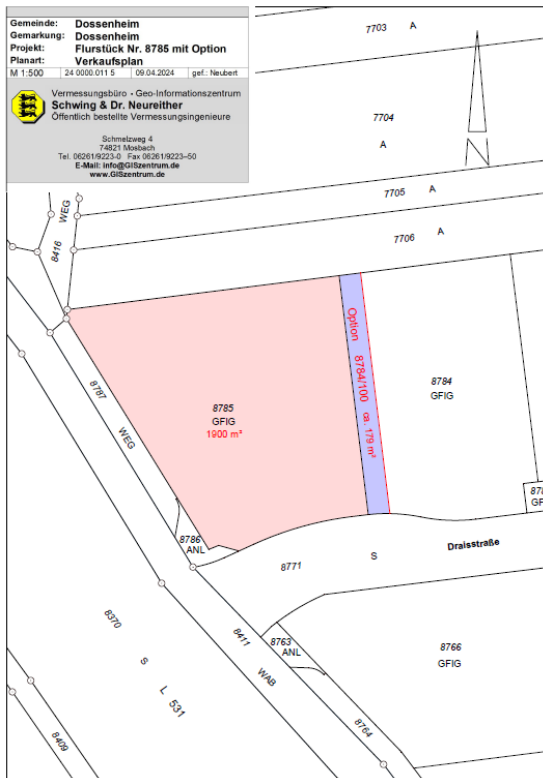 Gemeinde: Dossenheim
Gemarkung: Dossenheim
Projekt: Flurstück Nr. 8785 mit Option
Planart: Verkaufsplan
M 1:500 24 0000.011 5 09.04.2024 gef.: Neubert
Vermessungsbüro - Geo-Informationszentrum
Schwing & Dr. Neureither
Öffentlich bestellte Vermessungsingenieure
Schmelzweg 4
74821 Mosbach
Tel. 06261/9223-0 Fax 06261/9223-50
E-Mail: info@GISzentrum.de
www.GISzentrum.de
7703 A
7704
A
N
7705 A
7706 A
WEG
8416
8787
WEG
8785
GFIG
1900 m²
Option 8784/100 ca. 179 m²
8784
GFIG
8786
ANL
8771 S Draisstraße
8370
S
L 531
8411
WAB
8763
ANL
8766
GFIG
8764
8409